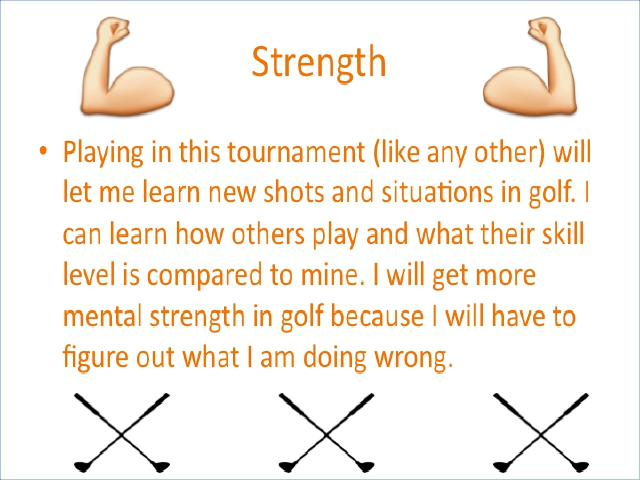 Strength
• Playing in this tournament (like any other) will
let me learn new shots and situations in golf. I
can learn how others play and what their skill
level is compared to mine. I will get more
mental strength in golf because I will have to
figure out what I am doing wrong.